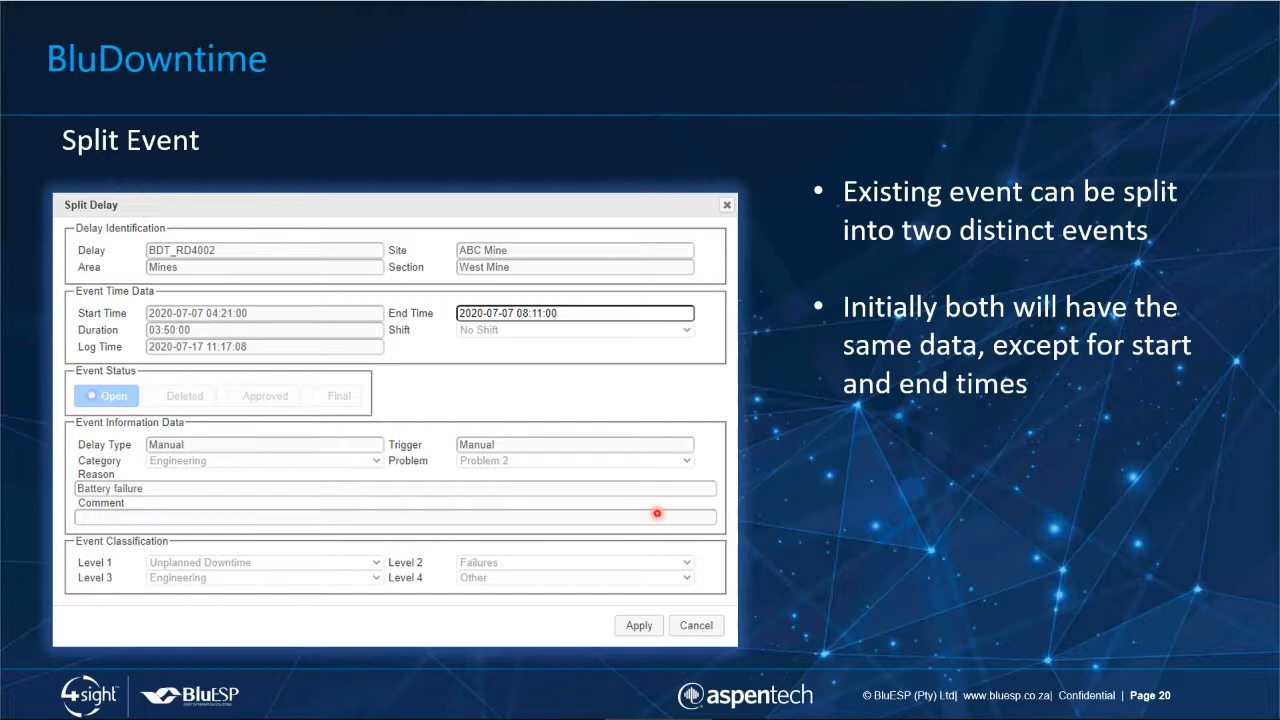 BluDowntime
Split Event
Split Delay
Delay Identification
Delay BDT_RD4002 Site ABC Mine
Area Mines Section West Mine
Event Time Data
Start Time 2020-07-07 04:21:00 End Time 2020-07-07 08:11:00
Duration 03:50:00 Shift No Shift
Log Time 2020-07-17 11:17:08
Event Status
Open Deleted Approved Final
Event Information Data
Delay Type Manual Trigger Manual
Category Engineering Problem Problem 2
Reason
Battery failure
Comment
Event Classification
Level 1 Unplanned Downtime Level 2 Failures
Level 3 Engineering Level 4 Other
Apply Cancel
• Existing event can be split
into two distinct events
• Initially both will have the
same data, except for start
and end times
4sight BLUESP aspentech © BluESP (Pty) Ltd| www.bluesp.co.za| Confidential | Page 20